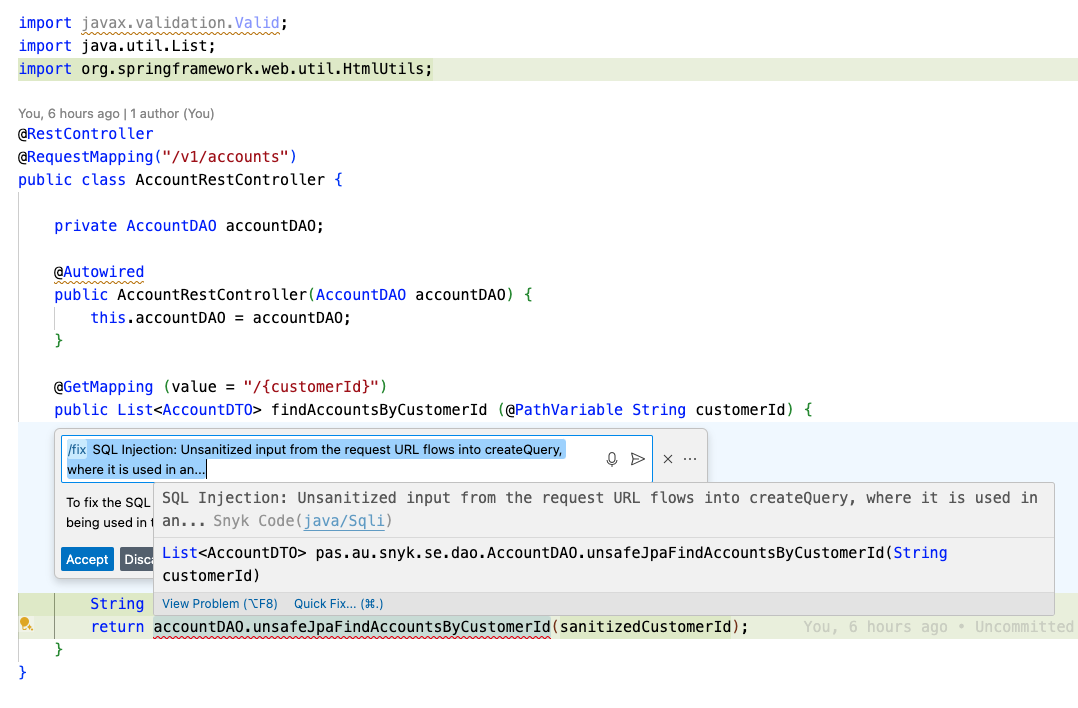 import javax.validation.Valid;
import java.util.List;
import org.springframework.web.util.HtmlUtils;
You, 6 hours ago | 1 author (You)
@RestController
@RequestMapping("/v1/accounts")
public class AccountRestController {
private AccountDAO accountDAO;
@Autowired
public AccountRestController(AccountDAO accountDAO) {
this.accountDAO = accountDAO;
}
@GetMapping (value = "/{customerId}")
public List<AccountDTO> findAccountsByCustomerId (@PathVariable String customerId) {
/fix SQL Injection: Unsanitized input from the request URL flows into createQuery,
where it is used in an...
To fix the SQL
being used in
SQL Injection: Unsanitized input from the request URL flows into createQuery, where it is used in
an... Snyk Code(java/Sqli)
List<AccountDTO> pas.au.snyk.se.dao.AccountDAO.unsafeJpaFindAccountsByCustomerId(String
customerId)
Accept
View Problem (⌥F8) Quick Fix... (⌘.)
String
return accountDAO.unsafeJpaFindAccountsByCustomerId(sanitizedCustomerId); You, 6 hours ago • Uncommitted
}
}